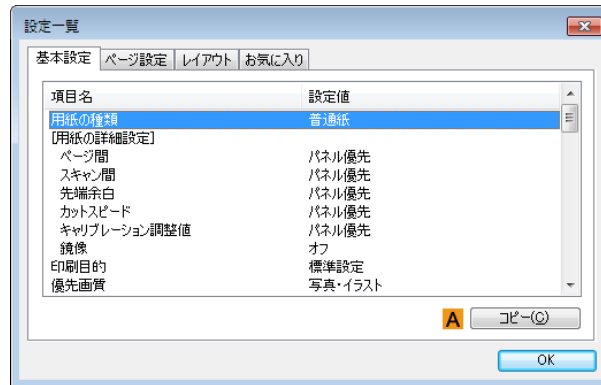 設定一覧
基本設定 ページ設定 レイアウト お気に入り
項目名 設定値
用紙の種類 普通紙
[用紙の詳細設定]
ページ間 パネル優先
スキャン間 パネル優先
先端余白 パネル優先
カットスピード パネル優先
キャリブレーション調整値 パネル優先
鏡像 オフ
印刷目的 標準設定
優先画質 写真・イラスト
A コピー(C)
OK